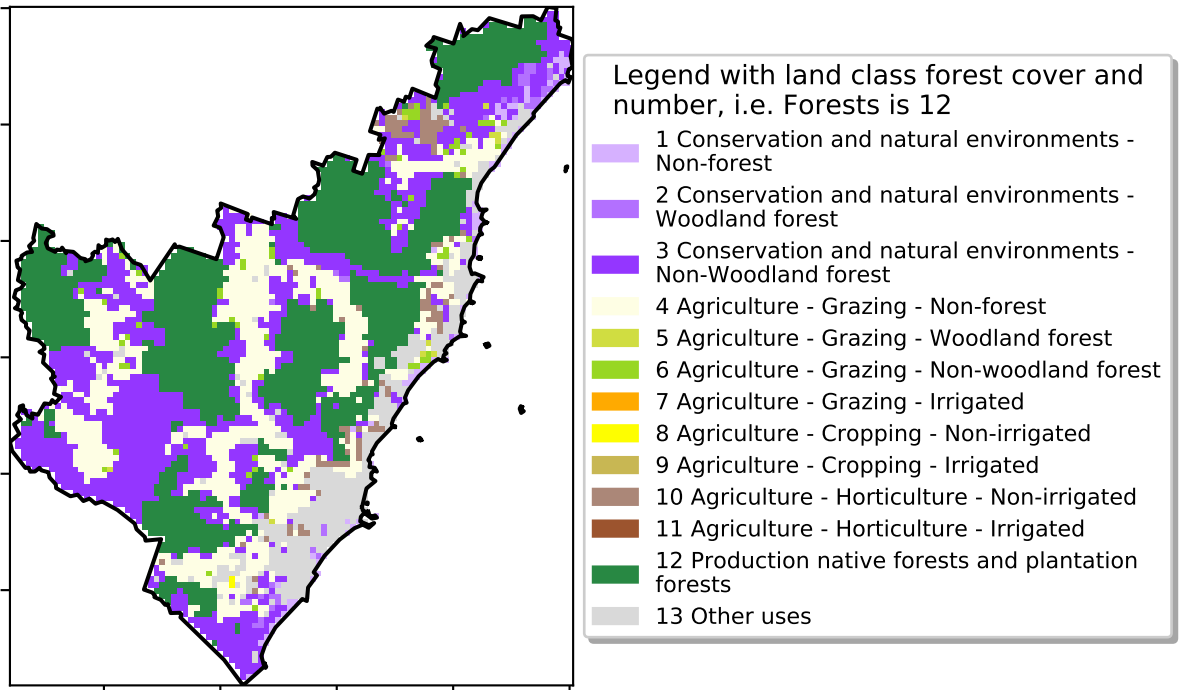 Legend with land class forest cover and
number, i.e. Forests is 12
1 Conservation and natural environments -
Non-forest
2 Conservation and natural environments -
Woodland forest
3 Conservation and natural environments -
Non-Woodland forest
4 Agriculture - Grazing - Non-forest
5 Agriculture - Grazing - Woodland forest
6 Agriculture - Grazing - Non-woodland forest
7 Agriculture - Grazing - Irrigated
8 Agriculture - Cropping - Non-irrigated
9 Agriculture - Cropping - Irrigated
10 Agriculture - Horticulture - Non-irrigated
11 Agriculture - Horticulture - Irrigated
12 Production native forests and plantation
forests
13 Other uses